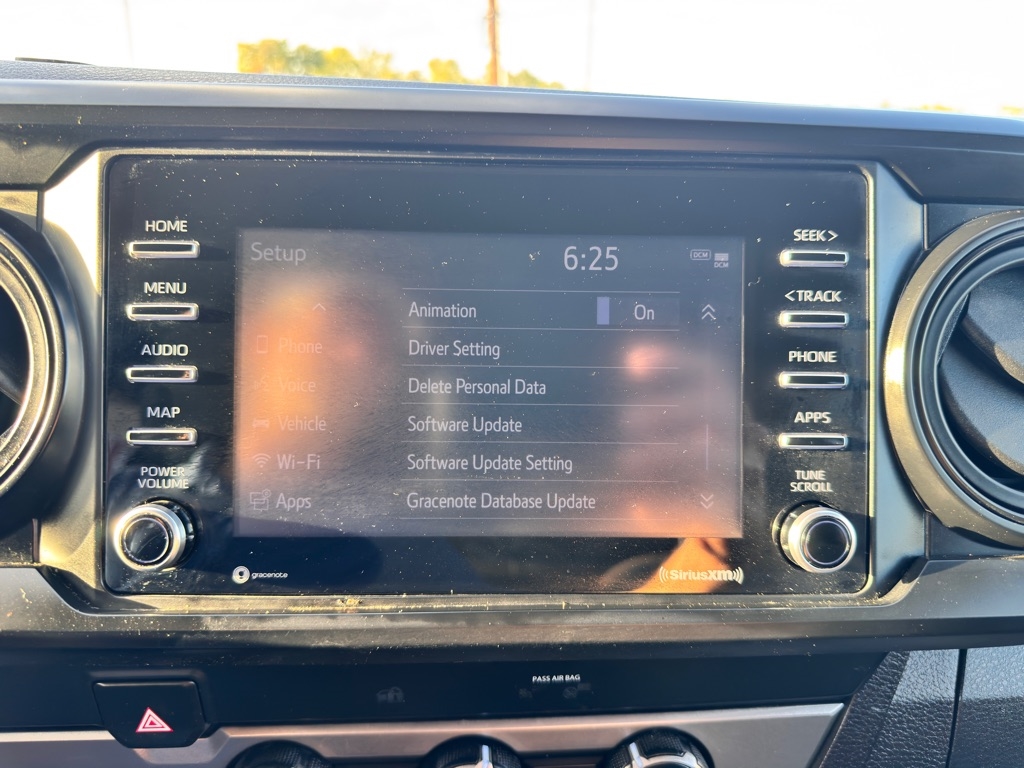 HOME
MENU
AUDIO
MAP
POWER
VOLUME
Setup
6:25
DCM
DCM
Phone
Voice
Vehicle
Wi-Fi
Apps
Animation
On
Driver Setting
Delete Personal Data
Software Update
Software Update Setting
Gracenote Database Update
SEEK>
<TRACK
PHONE
APPS
TUNE
SCROLL
gracenote
SiriusXM
PASS AIR BAG